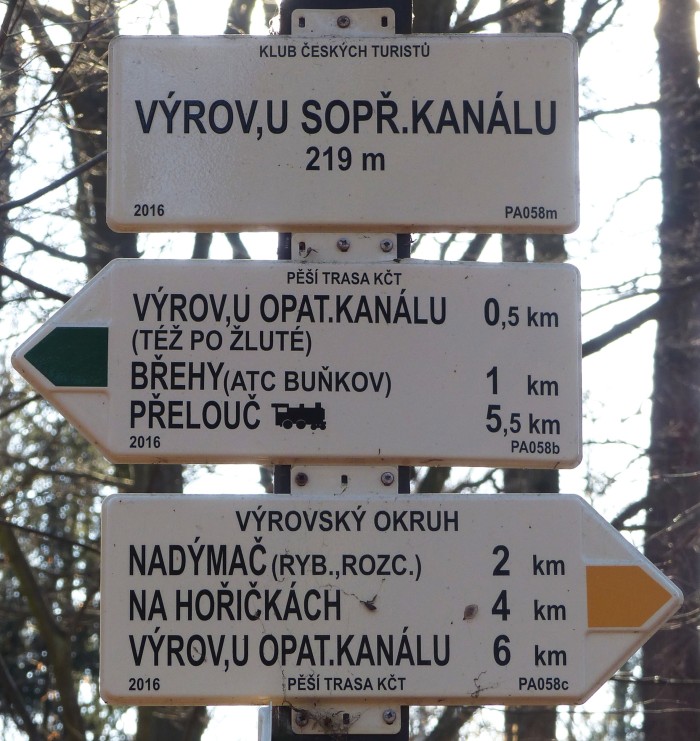 KLUB ČESKÝCH TURISTŮ
VÝROV,U SOPŘ.KANÁLU
219 m
2016 PA058m
PĚŠÍ TRASA KČT
VÝROV,U OPAT.KANÁLU 0,5 km
(TÉŽ PO ŽLUTÉ)
BŘEHY(ATC BUŇKOV) 1 km
PŘELOUČ 5,5 km
2016 PA058b
VÝROVSKÝ OKRUH
NADÝMAČ(RYB.,ROZC.) 2 km
NA HOŘIČKÁCH 4 km
VÝROV,U OPAT.KANÁLU 6 km
2016 PĚŠÍ TRASA KČT PA058c